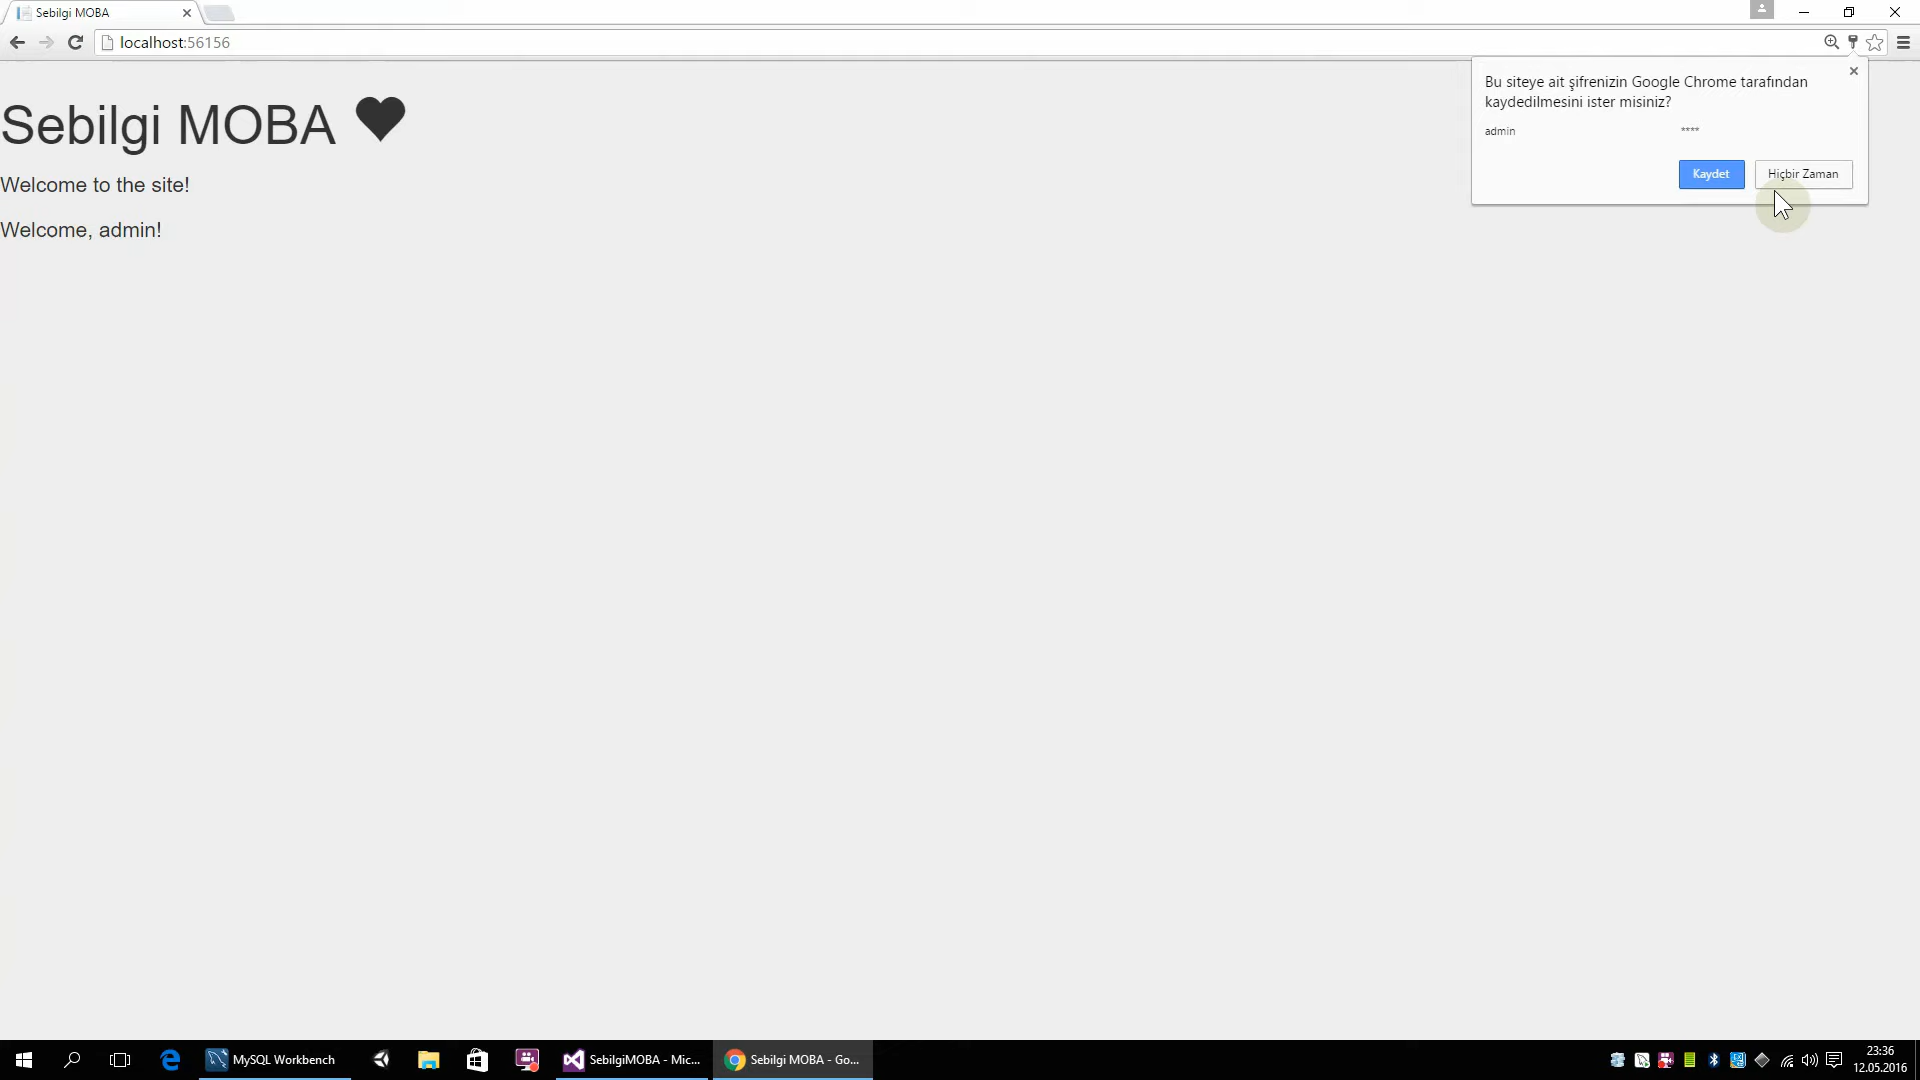 Sebilgi MOBA
localhost:56156
Bu siteye ait şifrenizin Google Chrome tarafından
kaydedilmesini ister misiniz?
admin ****
Kaydet Hiçbir Zaman
Sebilgi MOBA
Welcome to the site!
Welcome, admin!
MySQL Workbench
SebilgiMOBA - Mic...
Sebilgi MOBA - Go...
23:36
12.05.2016